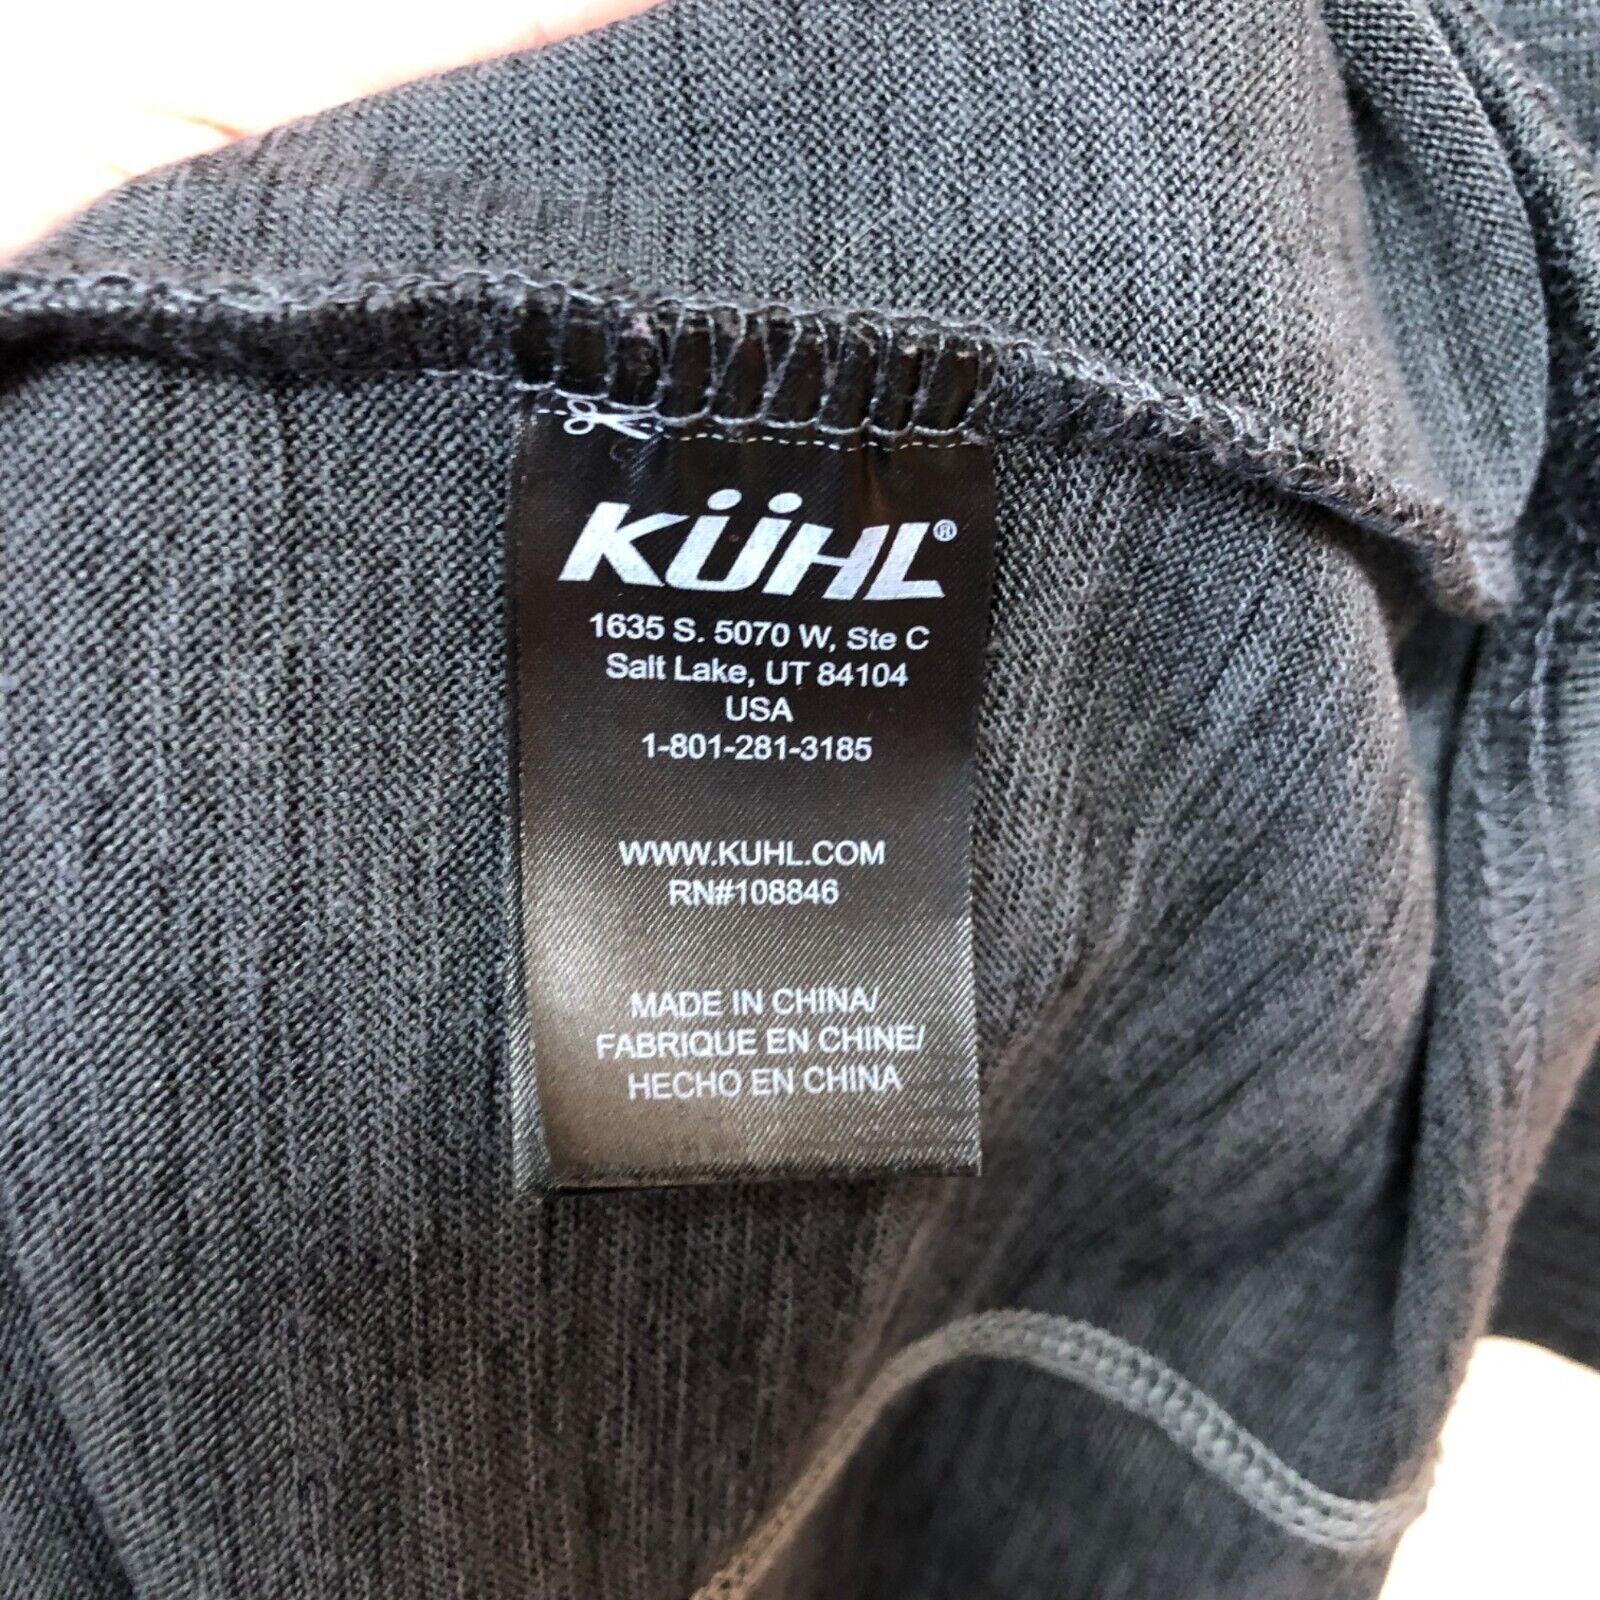 KÜHL®
1635 S. 5070 W, Ste C
Salt Lake, UT 84104
USA
1-801-281-3185
WWW.KUHL.COM
RN#108846
MADE IN CHINA/
FABRIQUE EN CHINE/
HECHO EN CHINA